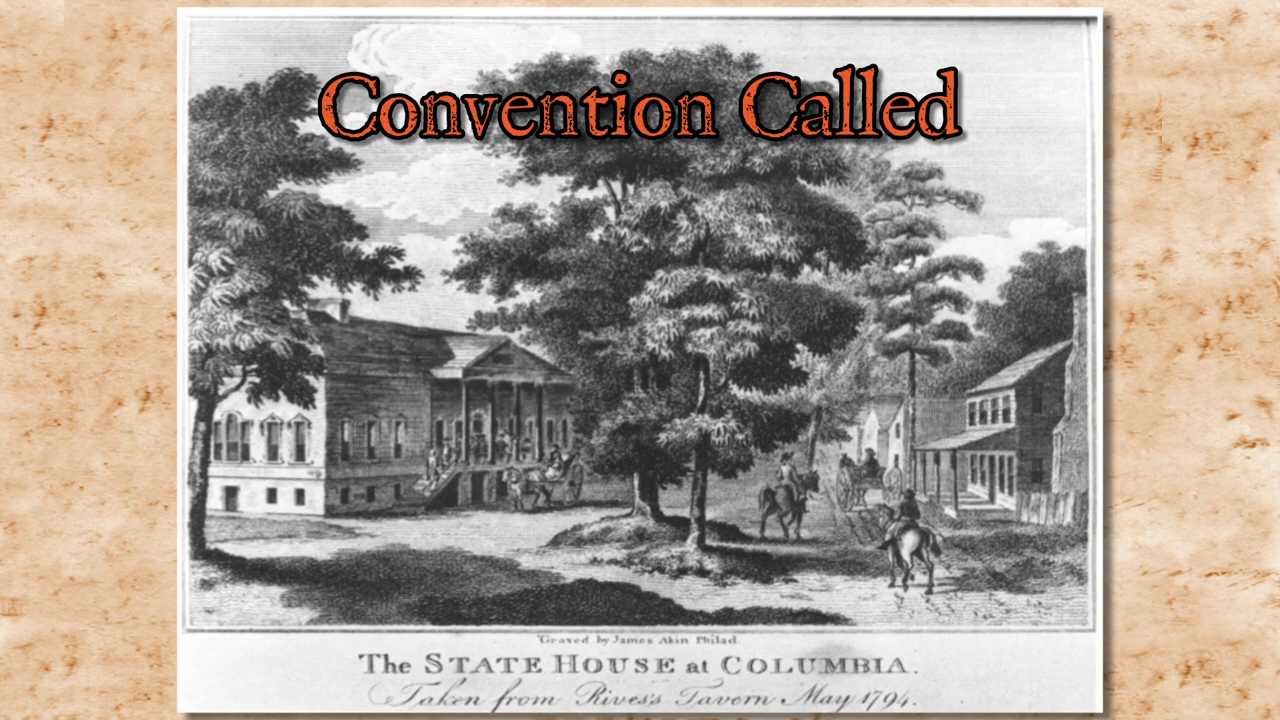 Convention Called
'Graved by James Akin Philad.
The STATE HOUSE at COLUMBIA.
Taken from Rives's Tavern May 1794.